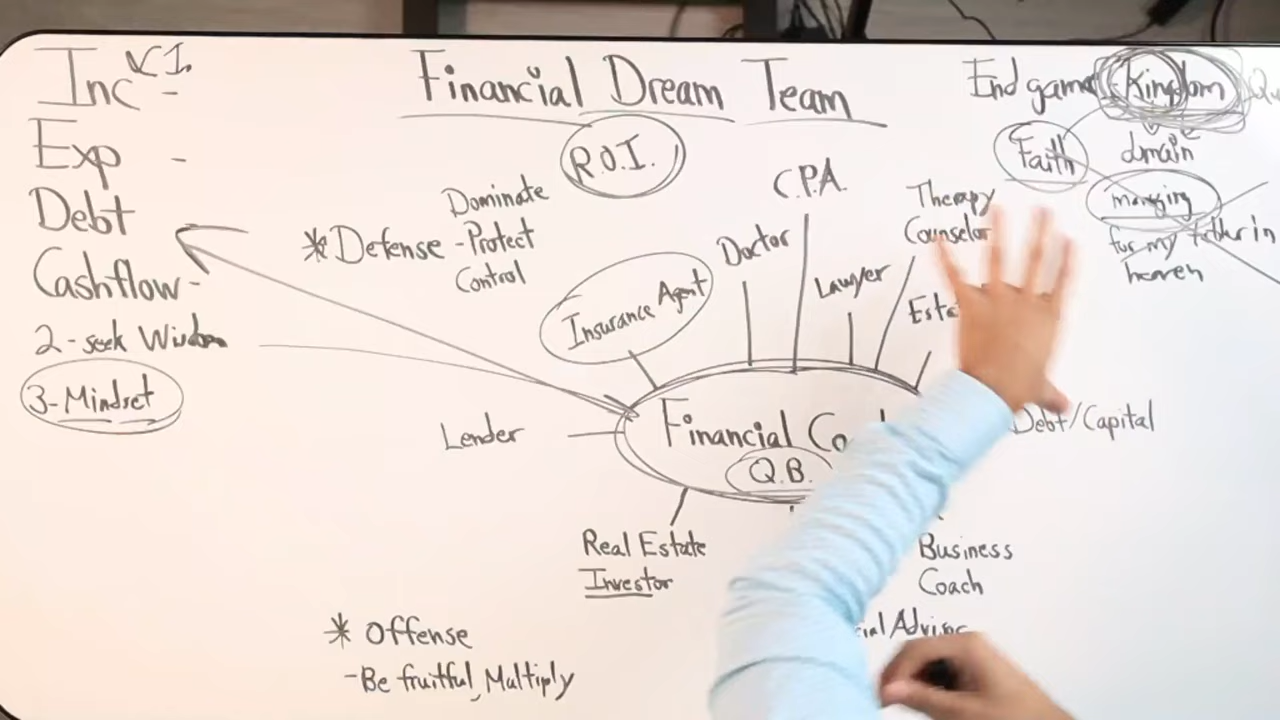 Inc
Exp -
Debt
Cashflow -
2 - seek Wisdom
3 - Mindset
Financial Dream Team
R.O.I.
Dominate
* Defense - Protect
Control
Insurance Agent
Doctor
C.P.A.
Lawyer
Therapy
Counselor
End game Kingdom
Faith
domain
managing
for my father in
heaven
Lender
Financial
Q.B.
Debt/Capital
Real Estate
Investor
Business
Coach
* Offense
- Be fruitful, Multiply